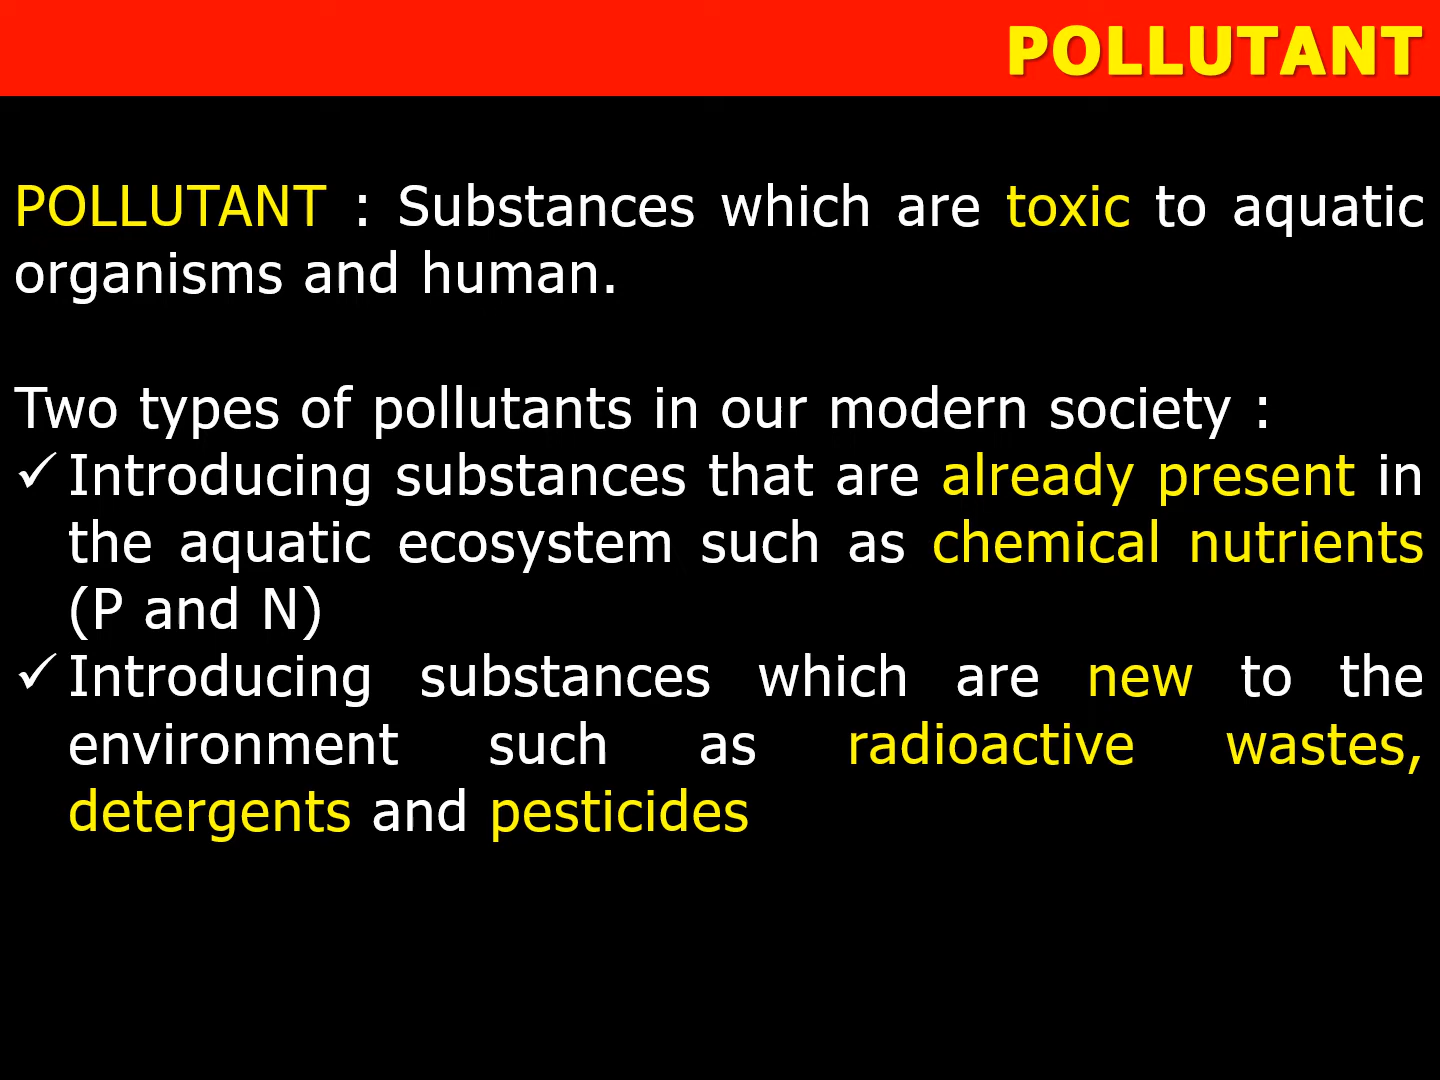 POLLUTANT
POLLUTANT : Substances which are toxic to aquatic
organisms and human.
Two types of pollutants in our modern society :
✓ Introducing substances that are already present in
the aquatic ecosystem such as chemical nutrients
(P and N)
✓ Introducing substances which are new to the
environment such as radioactive wastes,
detergents and pesticides